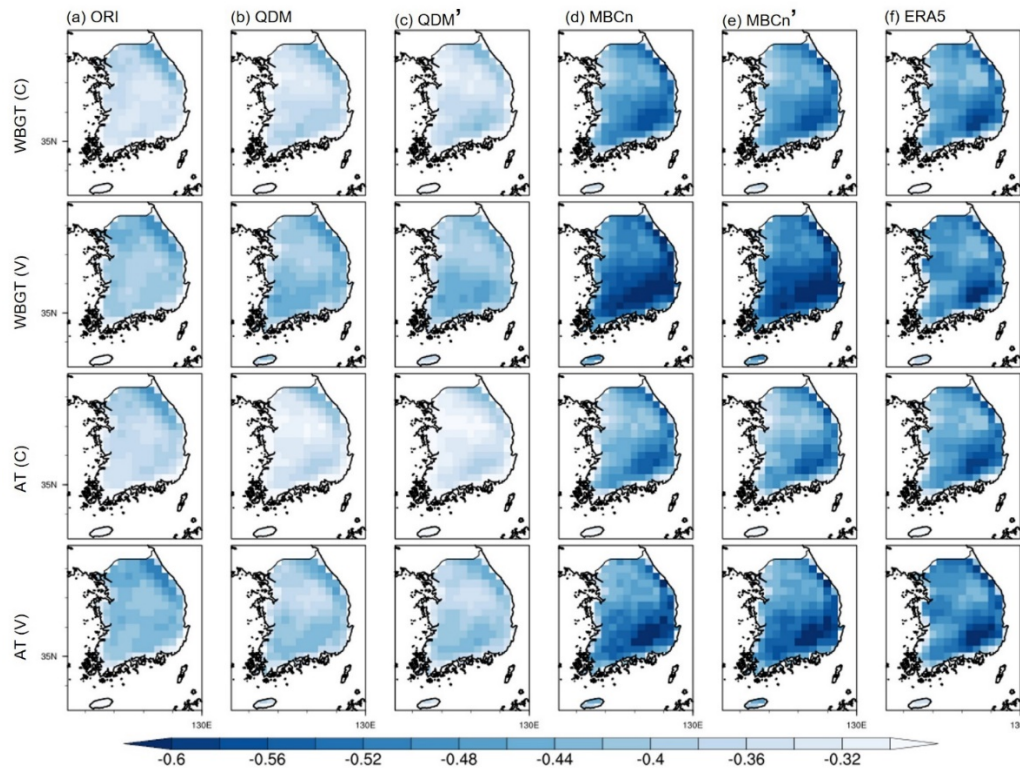 (a) ORI (b) QDM (c) QDM’ (d) MBCn (e) MBCn’ (f) ERA5
WBGT (C)
35N
WBGT (V)
35N
AT (C)
35N
AT (V)
35N
130E 130E 130E 130E 130E 130E
-0.6 -0.56 -0.52 -0.48 -0.44 -0.4 -0.36 -0.32